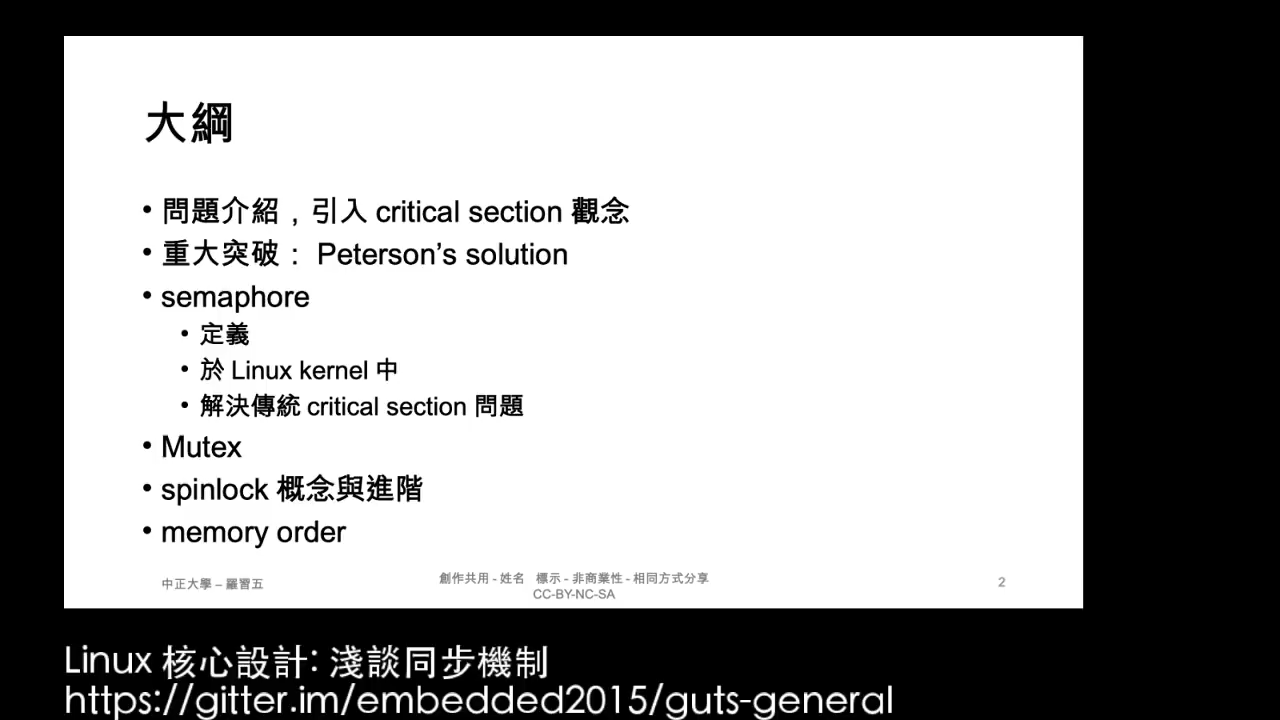 大綱
• 問題介紹，引入 critical section 觀念
• 重大突破： Peterson’s solution
• semaphore
• 定義
• 於 Linux kernel 中
• 解決傳統 critical section 問題
• Mutex
• spinlock 概念與進階
• memory order
中正大學 – 羅習五
創作共用 - 姓名 標示 - 非商業性 - 相同方式分享
CC-BY-NC-SA
2
Linux 核心設計: 淺談同步機制
https://gitter.im/embedded2015/guts-general